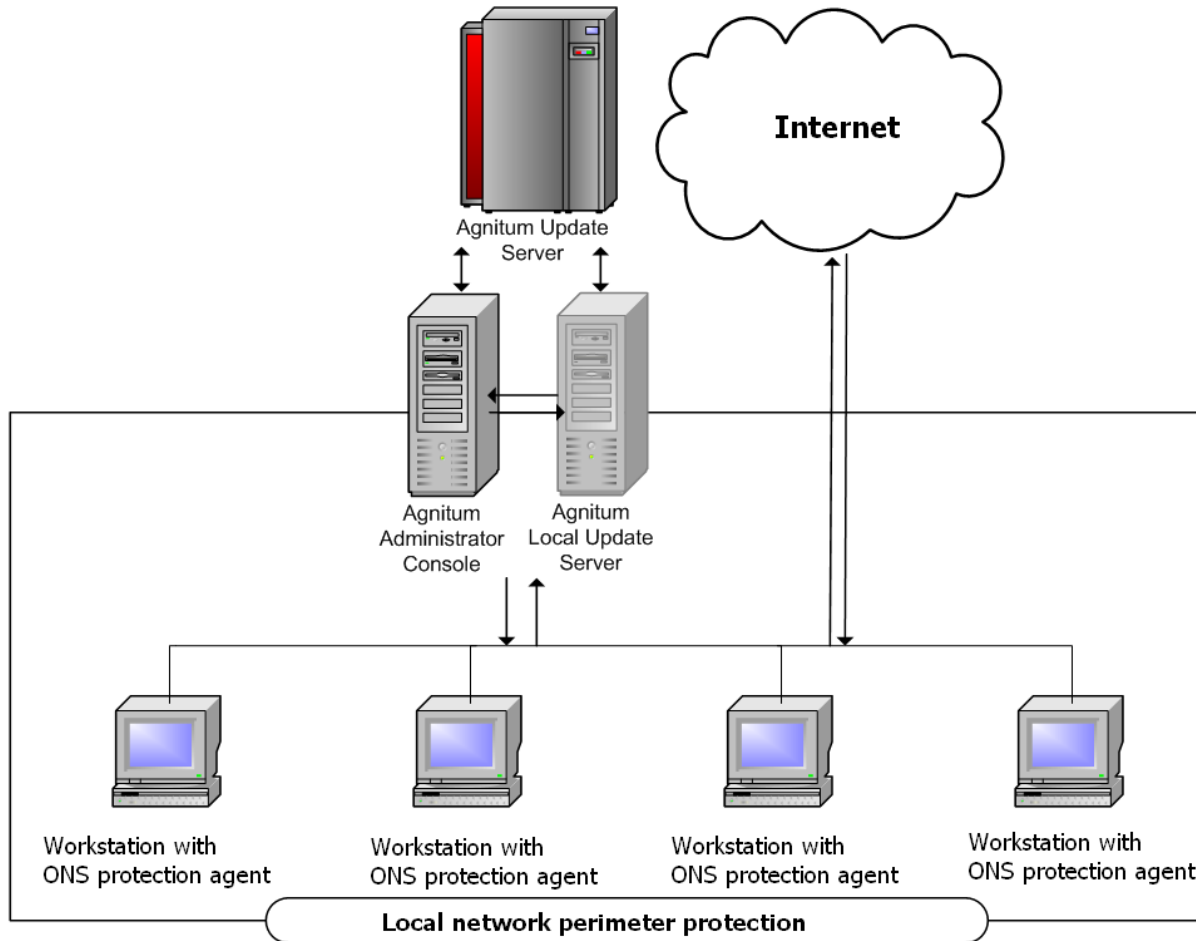 Internet
Agnitum Update
Server
Agnitum
Administrator
Console
Agnitum
Local Update
Server
Workstation with
ONS protection agent
Workstation with
ONS protection agent
Workstation with
ONS protection agent
Workstation with
ONS protection agent
Local network perimeter protection